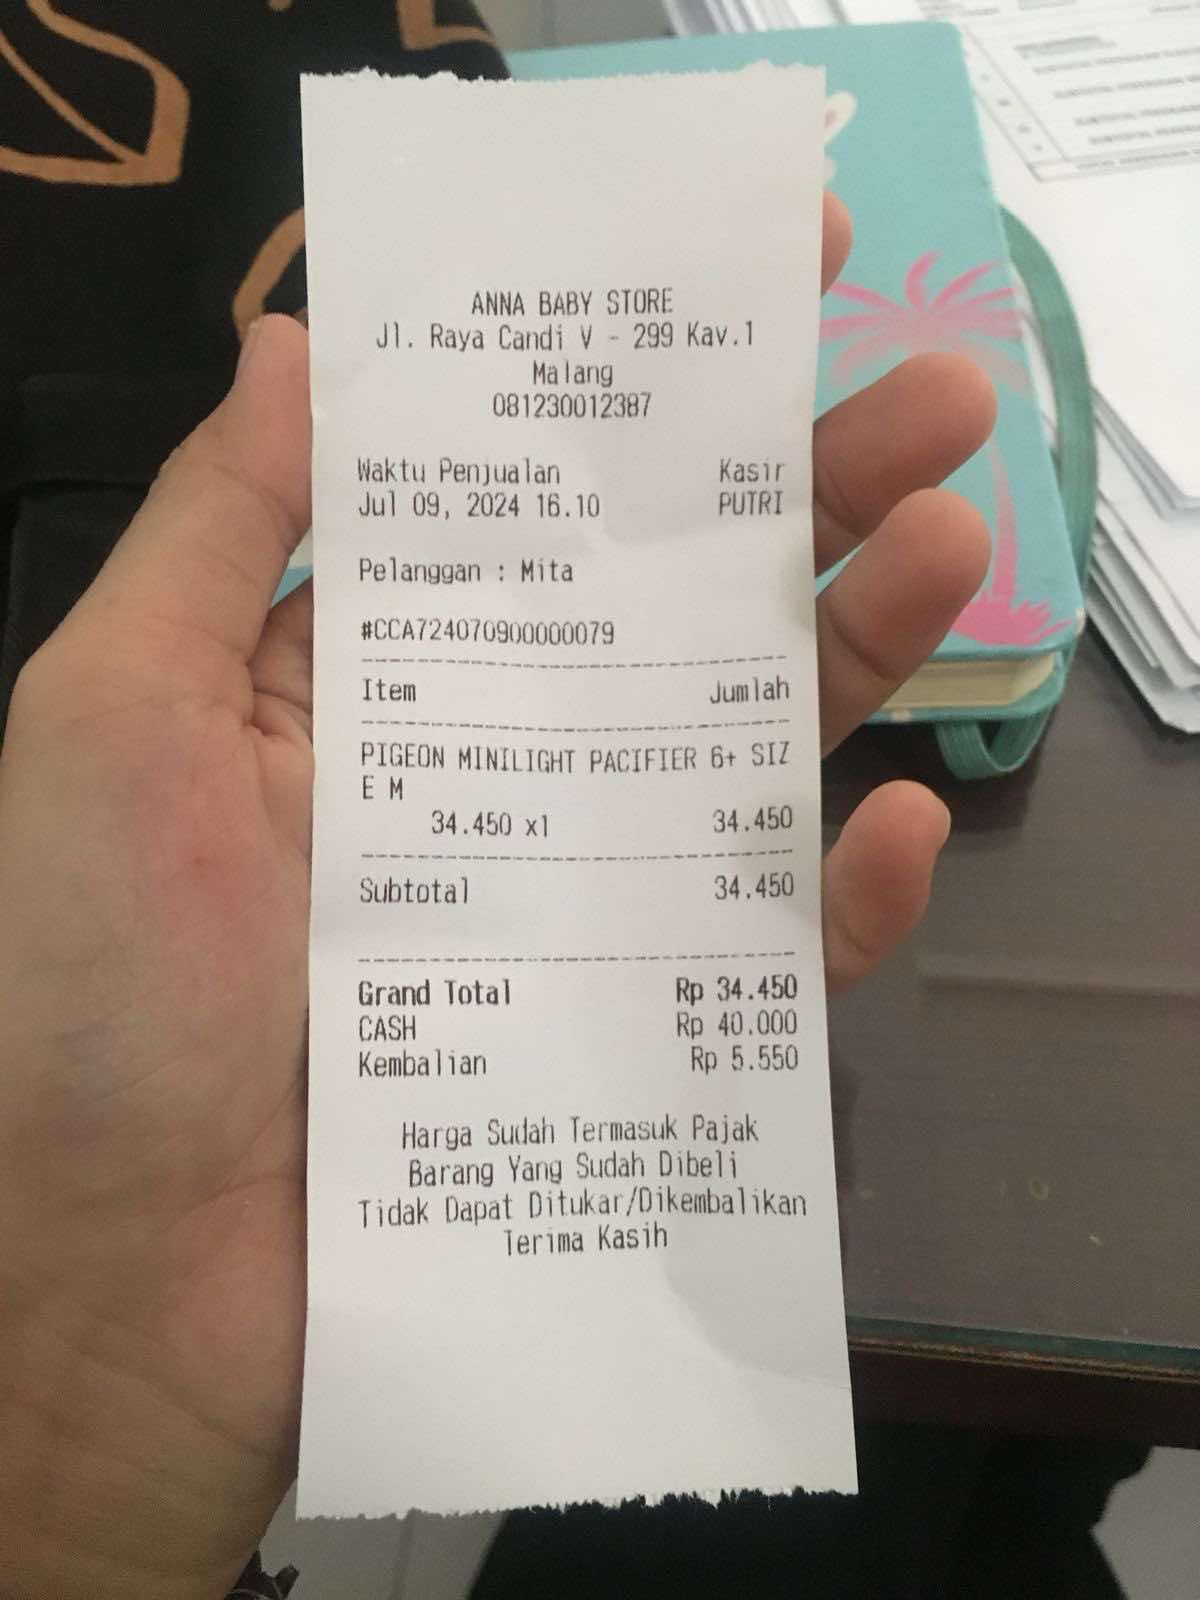 ANNA BABY STORE
Jl. Raya Candi V - 299 Kav.1
Malang
081230012387
Waktu Penjualan Kasir
Jul 09, 2024 16.10 PUTRI
Pelanggan : Mita
#CCA724070900000079
Item Jumlah
PIGEON MINILIGHT PACIFIER 6+ SIZ
E M
34.450 x1 34.450
Subtotal 34.450
Grand Total Rp 34.450
CASH Rp 40.000
Kembalian Rp 5.550
Harga Sudah Termasuk Pajak
Barang Yang Sudah Dibeli
Tidak Dapat Ditukar/Dikembalikan
Terima Kasih